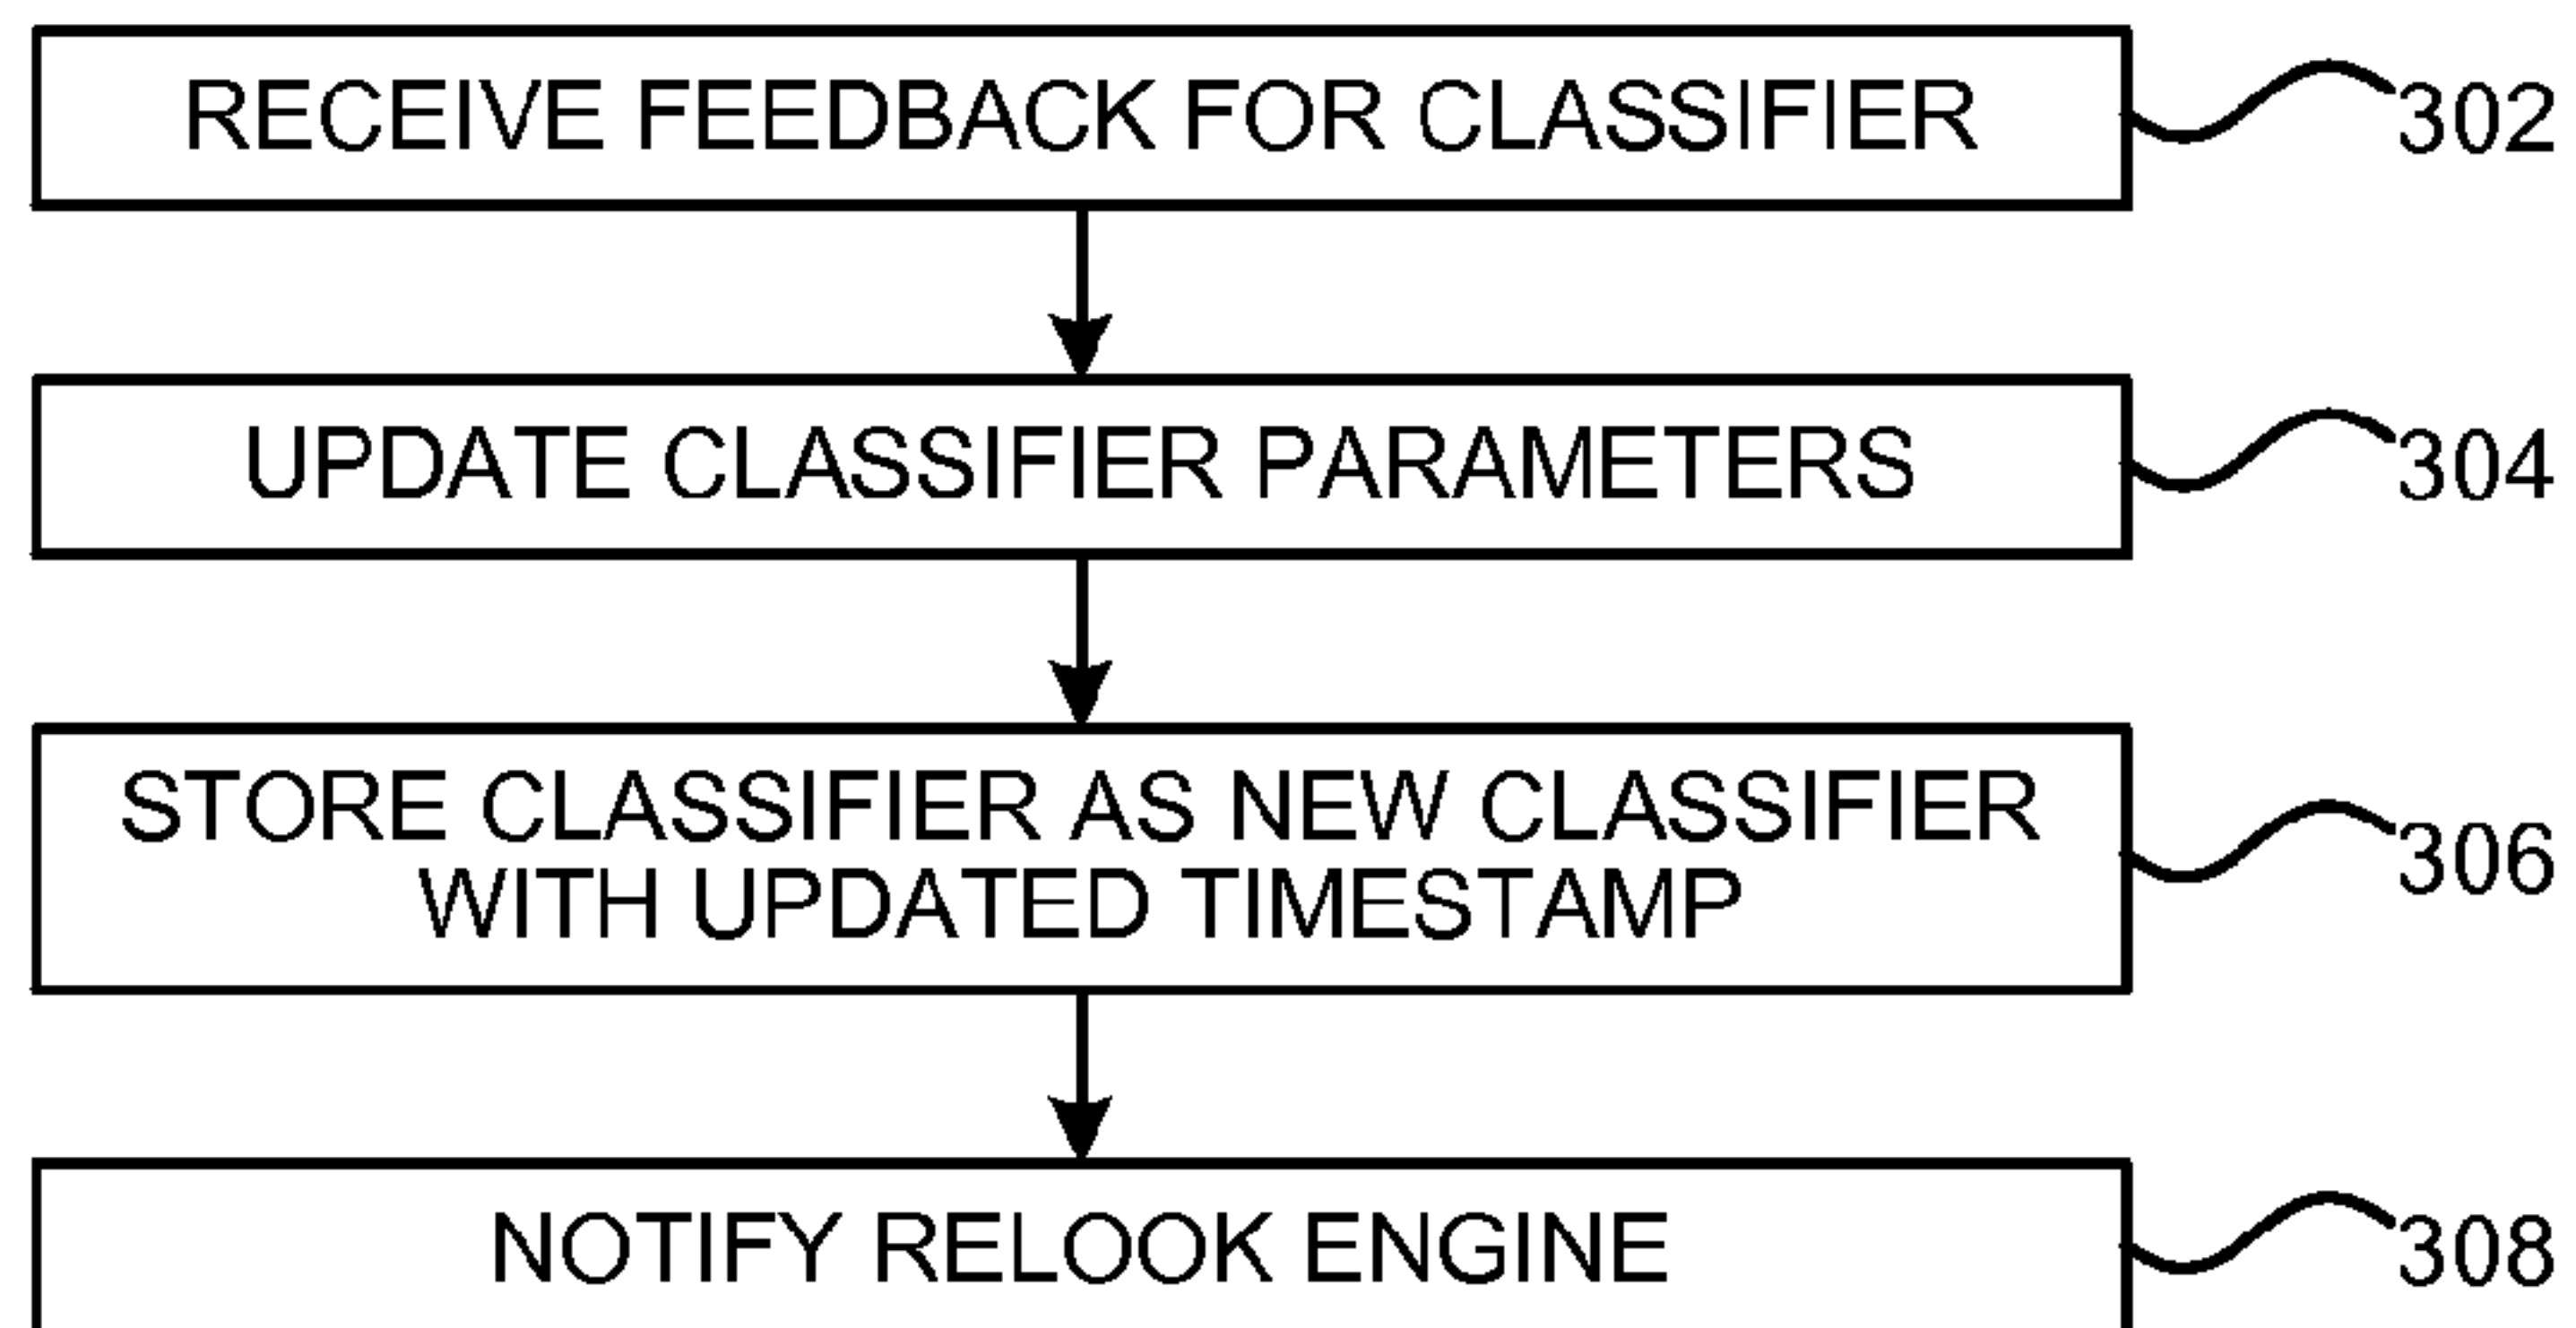 RECEIVE FEEDBACK FOR CLASSIFIER
302
UPDATE CLASSIFIER PARAMETERS
304
STORE CLASSIFIER AS NEW CLASSIFIER
WITH UPDATED TIMESTAMP
306
NOTIFY RELOOK ENGINE
308